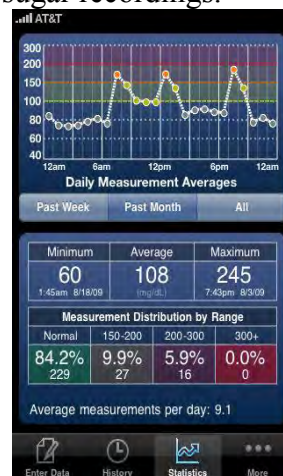 sugar recordings.
AT&T
300
200
150
100
80
60
40
12am 6am 12pm 6pm 12am
Daily Measurement Averages
Past Week Past Month All
Minimum Average Maximum
60 108 245
1:45am 8/18/09 (mg/dL) 7:43pm 8/3/09
Measurement Distribution by Range
Normal 150-200 200-300 300+
84.2% 9.9% 5.9% 0.0%
229 27 16 0
Average measurements per day: 9.1
Enter Data History Statistics More